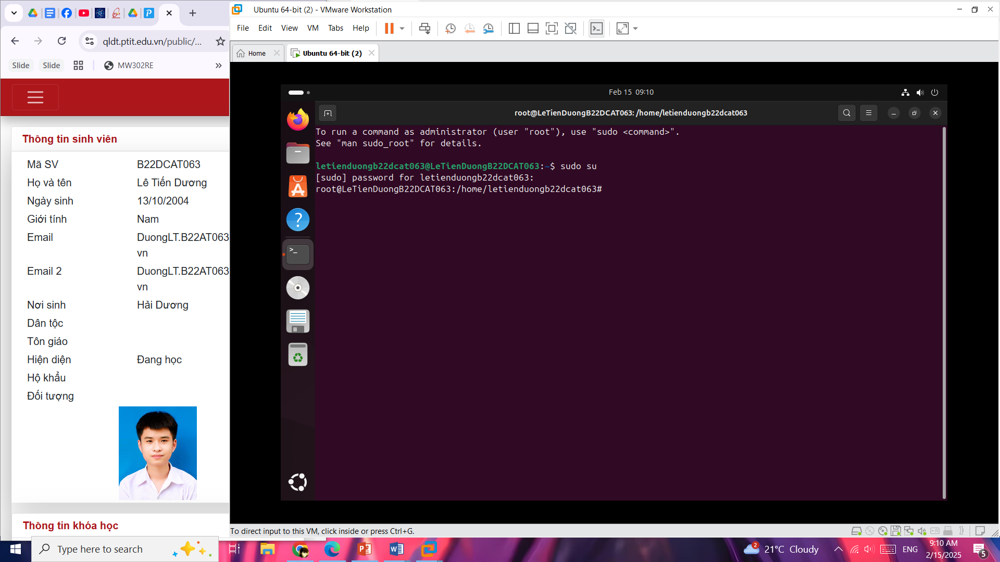 qldt.ptit.edu.vn/public/...
Slide
Slide
MW302RE
Thông tin sinh viên
Mã SV B22DCAT063
Họ và tên Lê Tiến Dương
Ngày sinh 13/10/2004
Giới tính Nam
Email DuongLT.B22AT063
vn
Email 2 DuongLT.B22AT063
vn
Nơi sinh Hải Dương
Dân tộc
Tôn giáo
Hiện diện Đang học
Hộ khẩu
Đối tượng
Thông tin khóa học
Ubuntu 64-bit (2) - VMware Workstation
File Edit View VM Tabs Help
Home
Ubuntu 64-bit (2)
Feb 15 09:10
root@LeTienDuongB22DCAT063: /home/letienduongb22dcat063
To run a command as administrator (user "root"), use "sudo <command>".
See "man sudo_root" for details.
letienduongb22dcat063@LeTienDuongB22DCAT063:~$ sudo su
[sudo] password for letienduongb22dcat063:
root@LeTienDuongB22DCAT063:/home/letienduongb22dcat063#
To direct input to this VM, click inside or press Ctrl+G.
Type here to search
2
21°C Cloudy
ENG
9:10 AM
2/15/2025
5